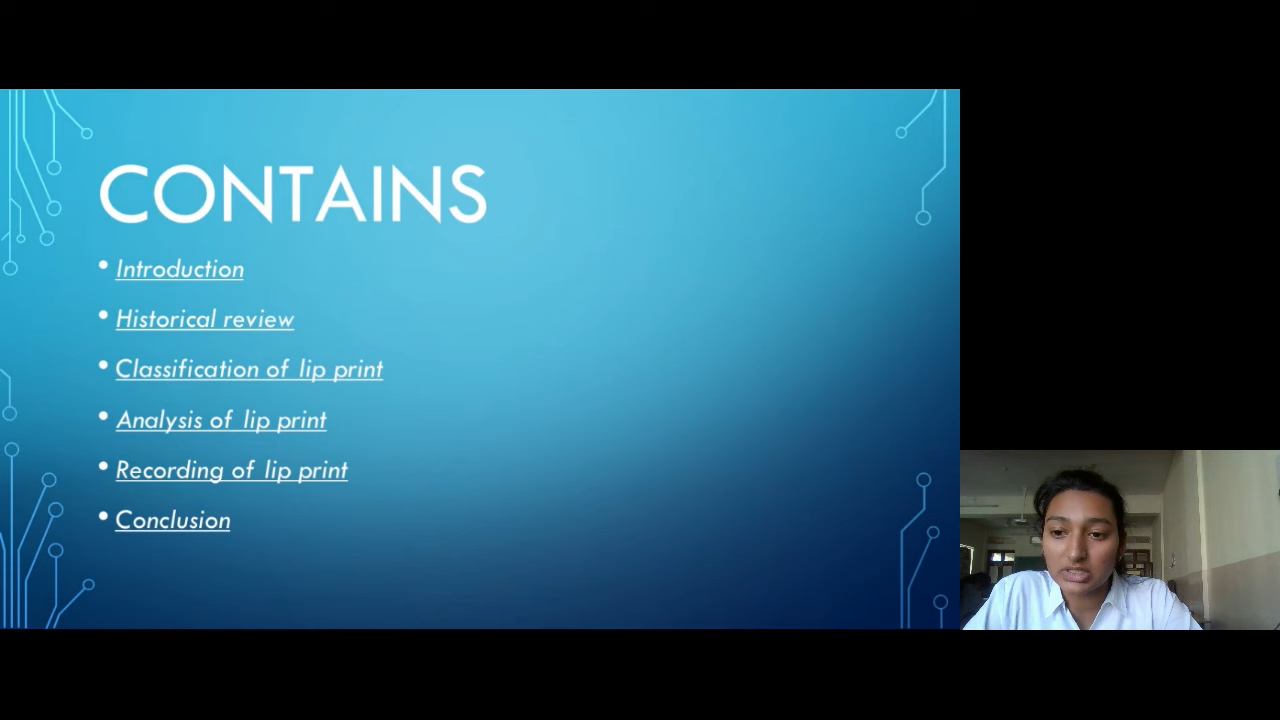 CONTAINS
• Introduction
• Historical review
• Classification of lip print
• Analysis of lip print
• Recording of lip print
• Conclusion